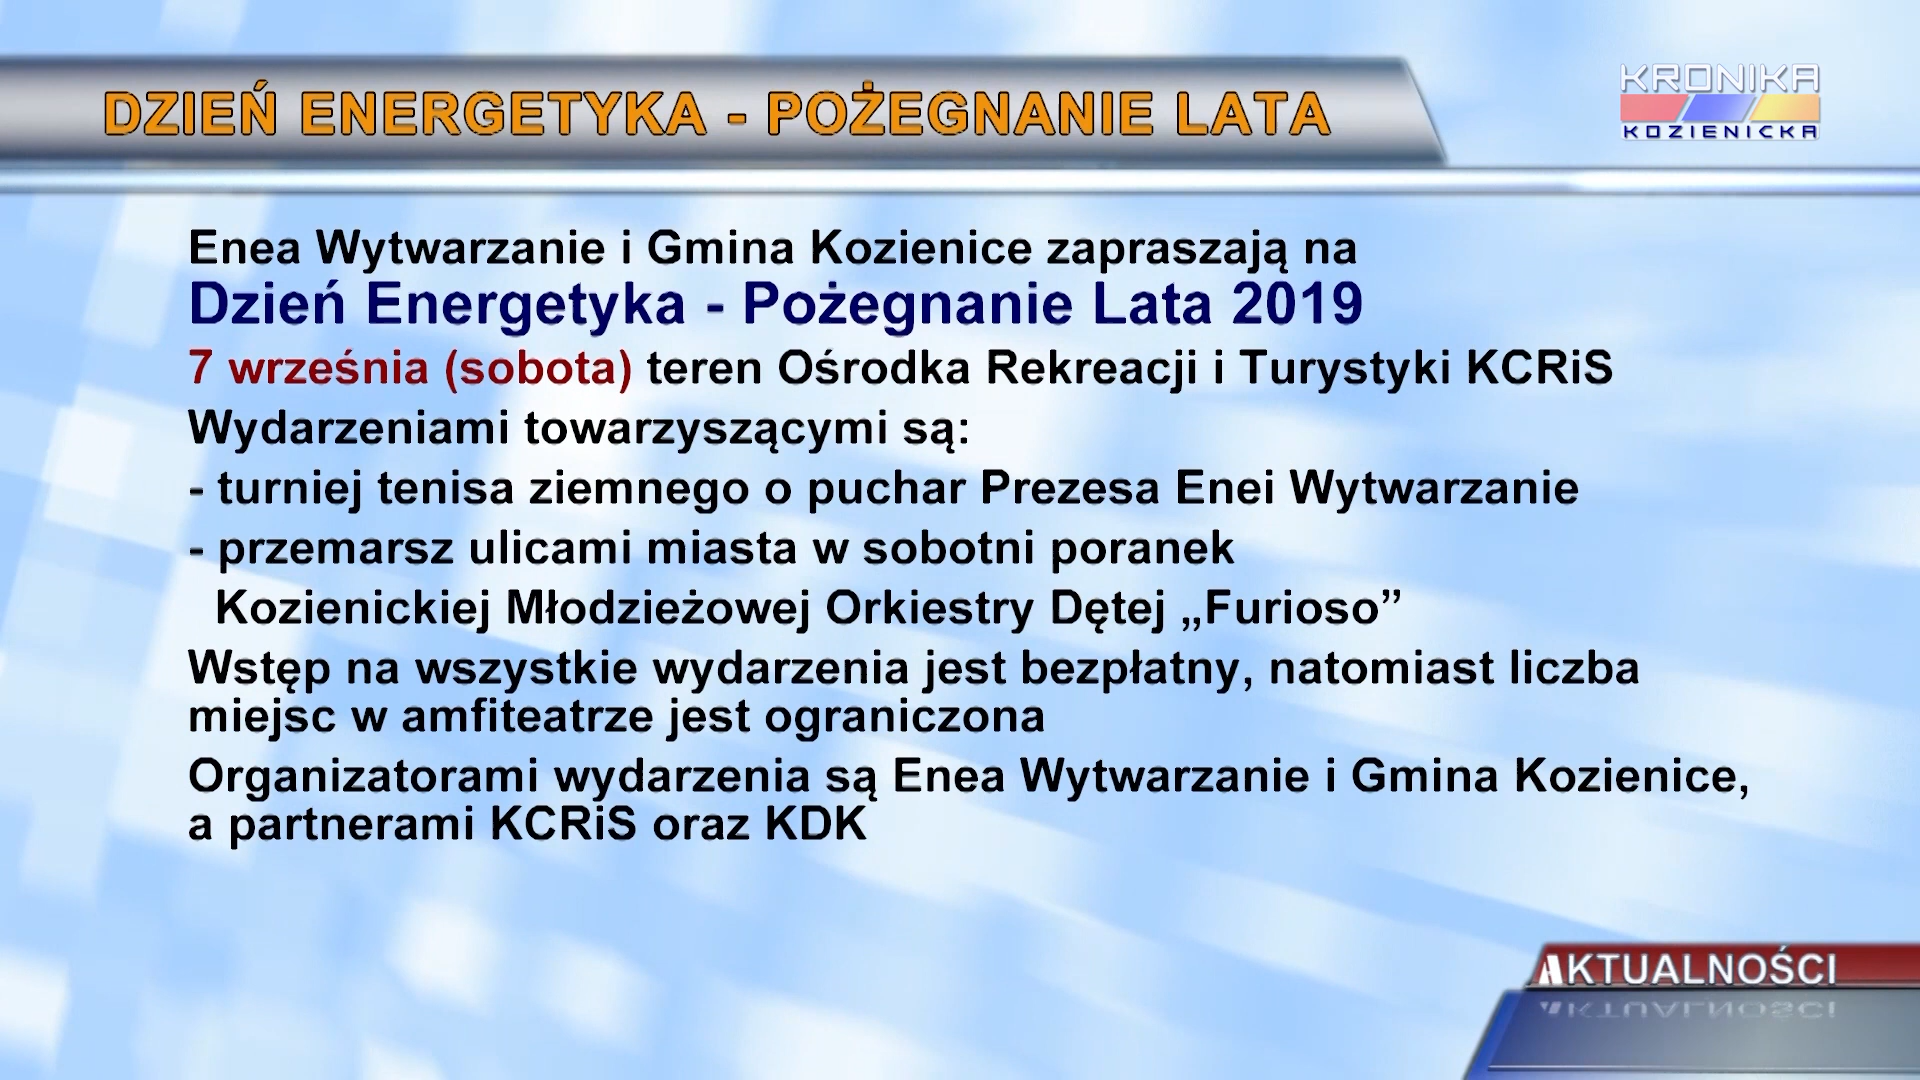 DZIEŃ ENERGETYKA - POŻEGNANIE LATA
KRONIKA
KOZIENICKA
Enea Wytwarzanie i Gmina Kozienice zapraszają na
Dzień Energetyka - Pożegnanie Lata 2019
7 września (sobota) teren Ośrodka Rekreacji i Turystyki KCRiS
Wydarzeniami towarzyszącymi są:
- turniej tenisa ziemnego o puchar Prezesa Enei Wytwarzanie
- przemarsz ulicami miasta w sobotni poranek
Kozienickiej Młodzieżowej Orkiestry Dętej „Furioso”
Wstęp na wszystkie wydarzenia jest bezpłatny, natomiast liczba
miejsc w amfiteatrze jest ograniczona
Organizatorami wydarzenia są Enea Wytwarzanie i Gmina Kozienice,
a partnerami KCRiS oraz KDK
AKTUALNOŚCI